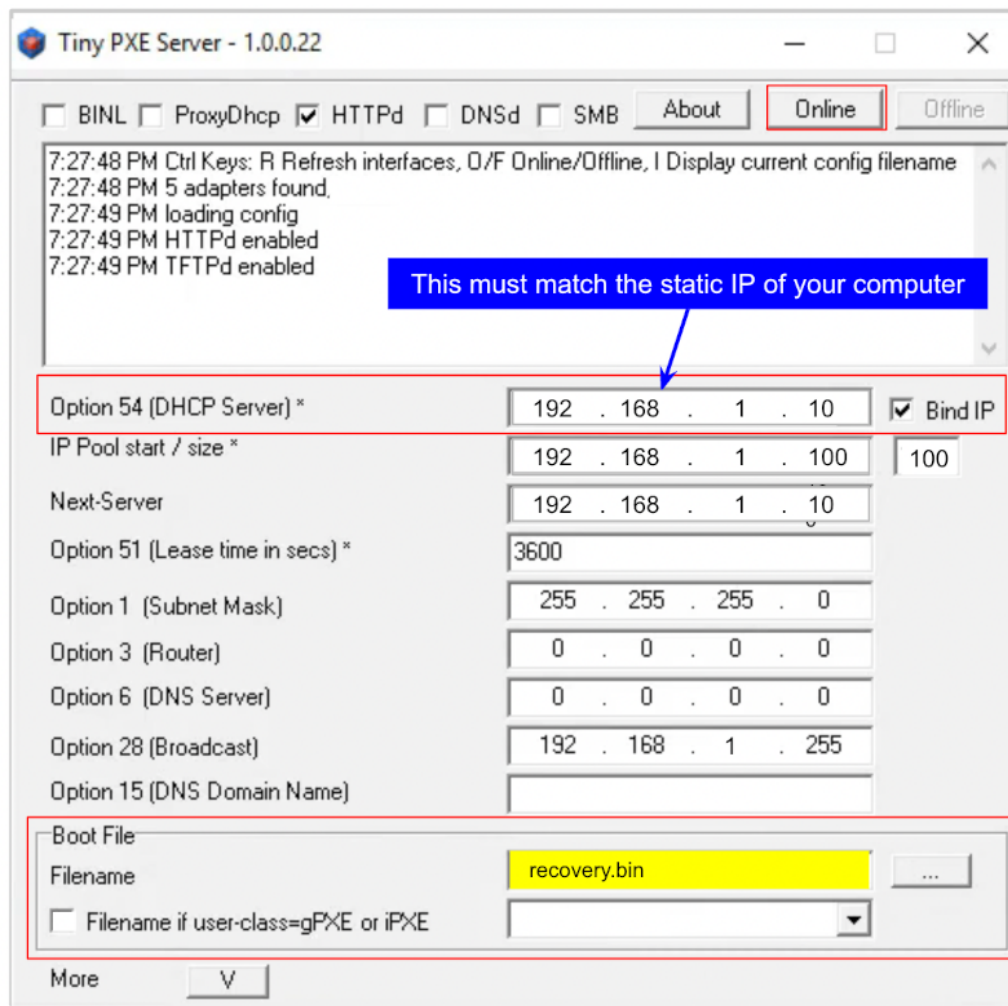 Tiny PXE Server - 1.0.0.22
BINL ProxyDhcp HTTPd DNSd SMB About Online Offline
7:27:48 PM Ctrl Keys: R Refresh interfaces, O/F Online/Offline, I Display current config filename
7:27:48 PM 5 adapters found,
7:27:49 PM loading config
7:27:49 PM HTTPd enabled
7:27:49 PM TFTPd enabled
This must match the static IP of your computer
Option 54 (DHCP Server) * 192 . 168 . 1 . 10 Bind IP
IP Pool start / size * 192 . 168 . 1 . 100 100
Next-Server 192 . 168 . 1 . 10
Option 51 (Lease time in secs) * 3600
Option 1 (Subnet Mask) 255 . 255 . 255 . 0
Option 3 (Router) 0 . 0 . 0 . 0
Option 6 (DNS Server) 0 . 0 . 0 . 0
Option 28 (Broadcast) 192 . 168 . 1 . 255
Option 15 (DNS Domain Name)
Boot File
Filename recovery.bin ...
Filename if user-class=gPXE or iPXE
More V